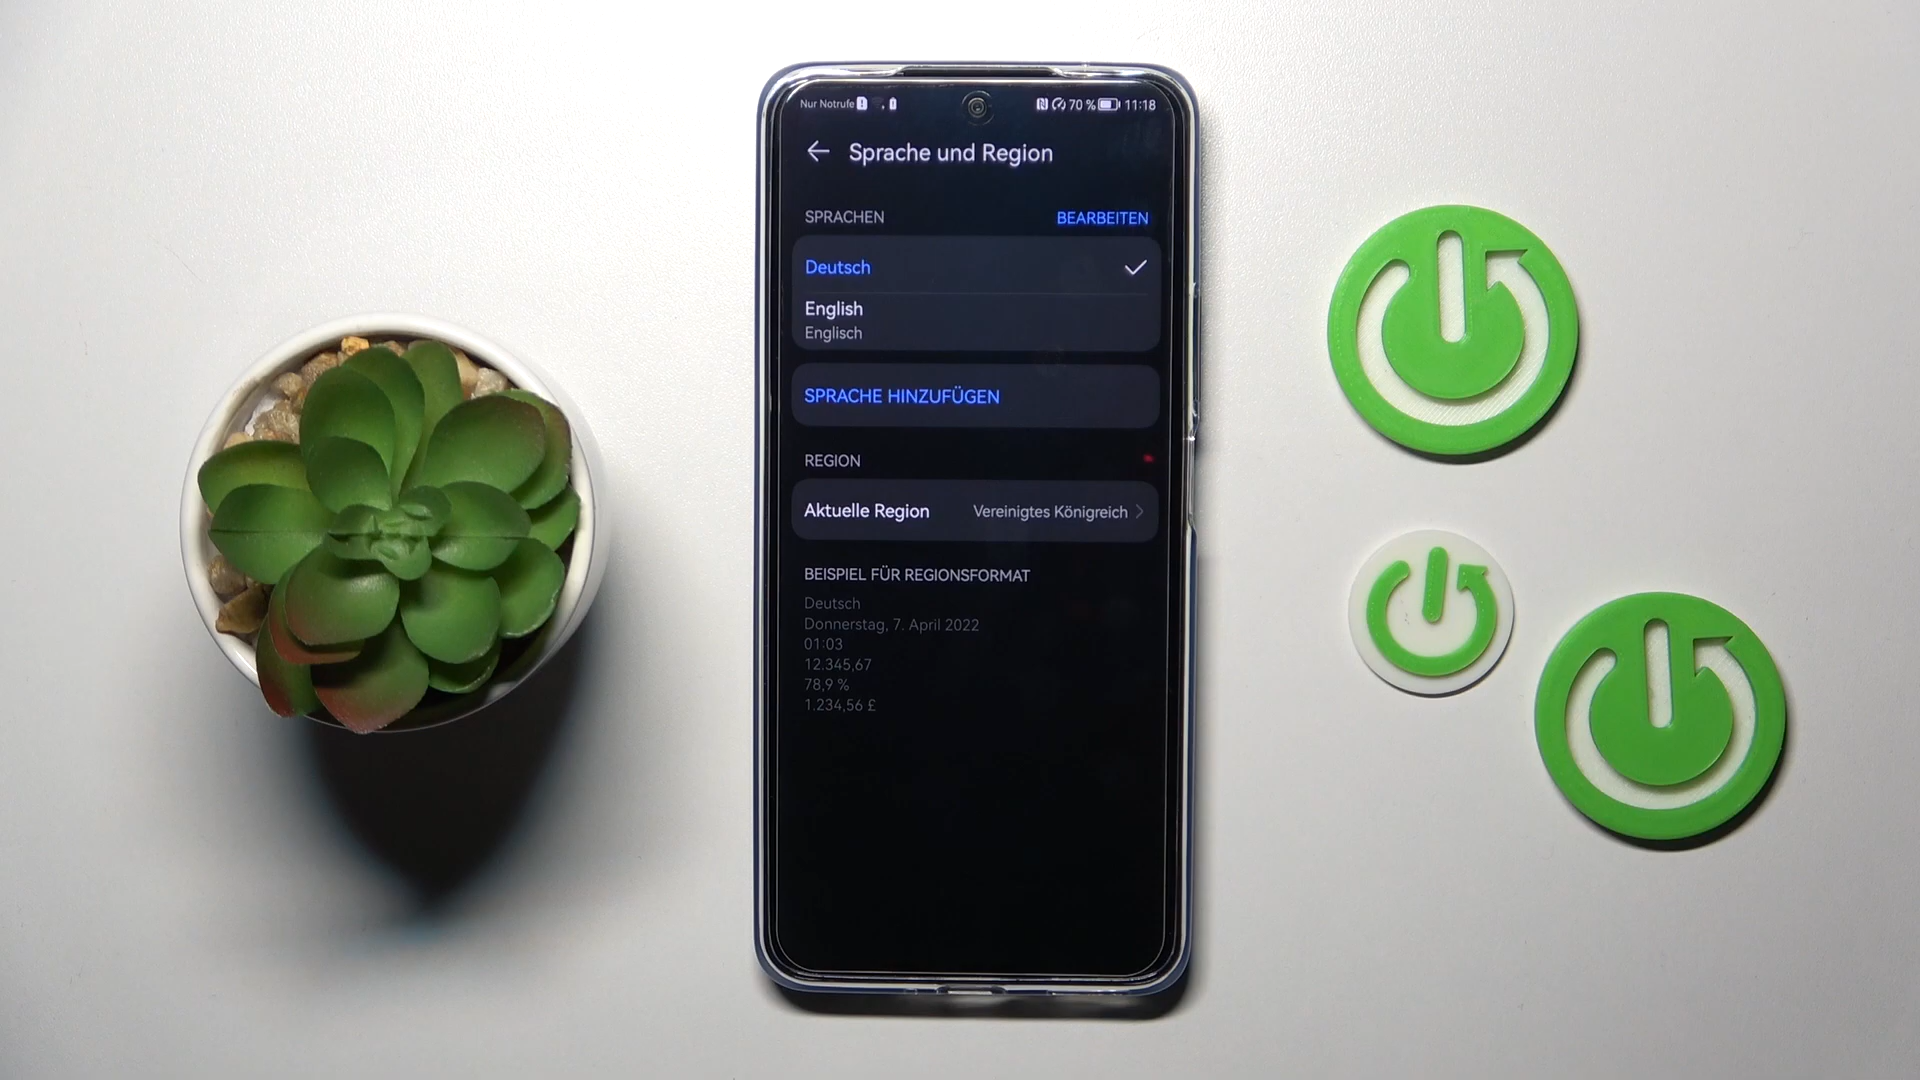 Nur Notrufe
70 % 11:18
Sprache und Region
SPRACHEN BEARBEITEN
Deutsch
English
Englisch
SPRACHE HINZUFÜGEN
REGION
Aktuelle Region Vereinigtes Königreich
BEISPIEL FÜR REGIONSFORMAT
Deutsch
Donnerstag, 7. April 2022
01:03
12.345,67
78,9 %
1.234,56 £